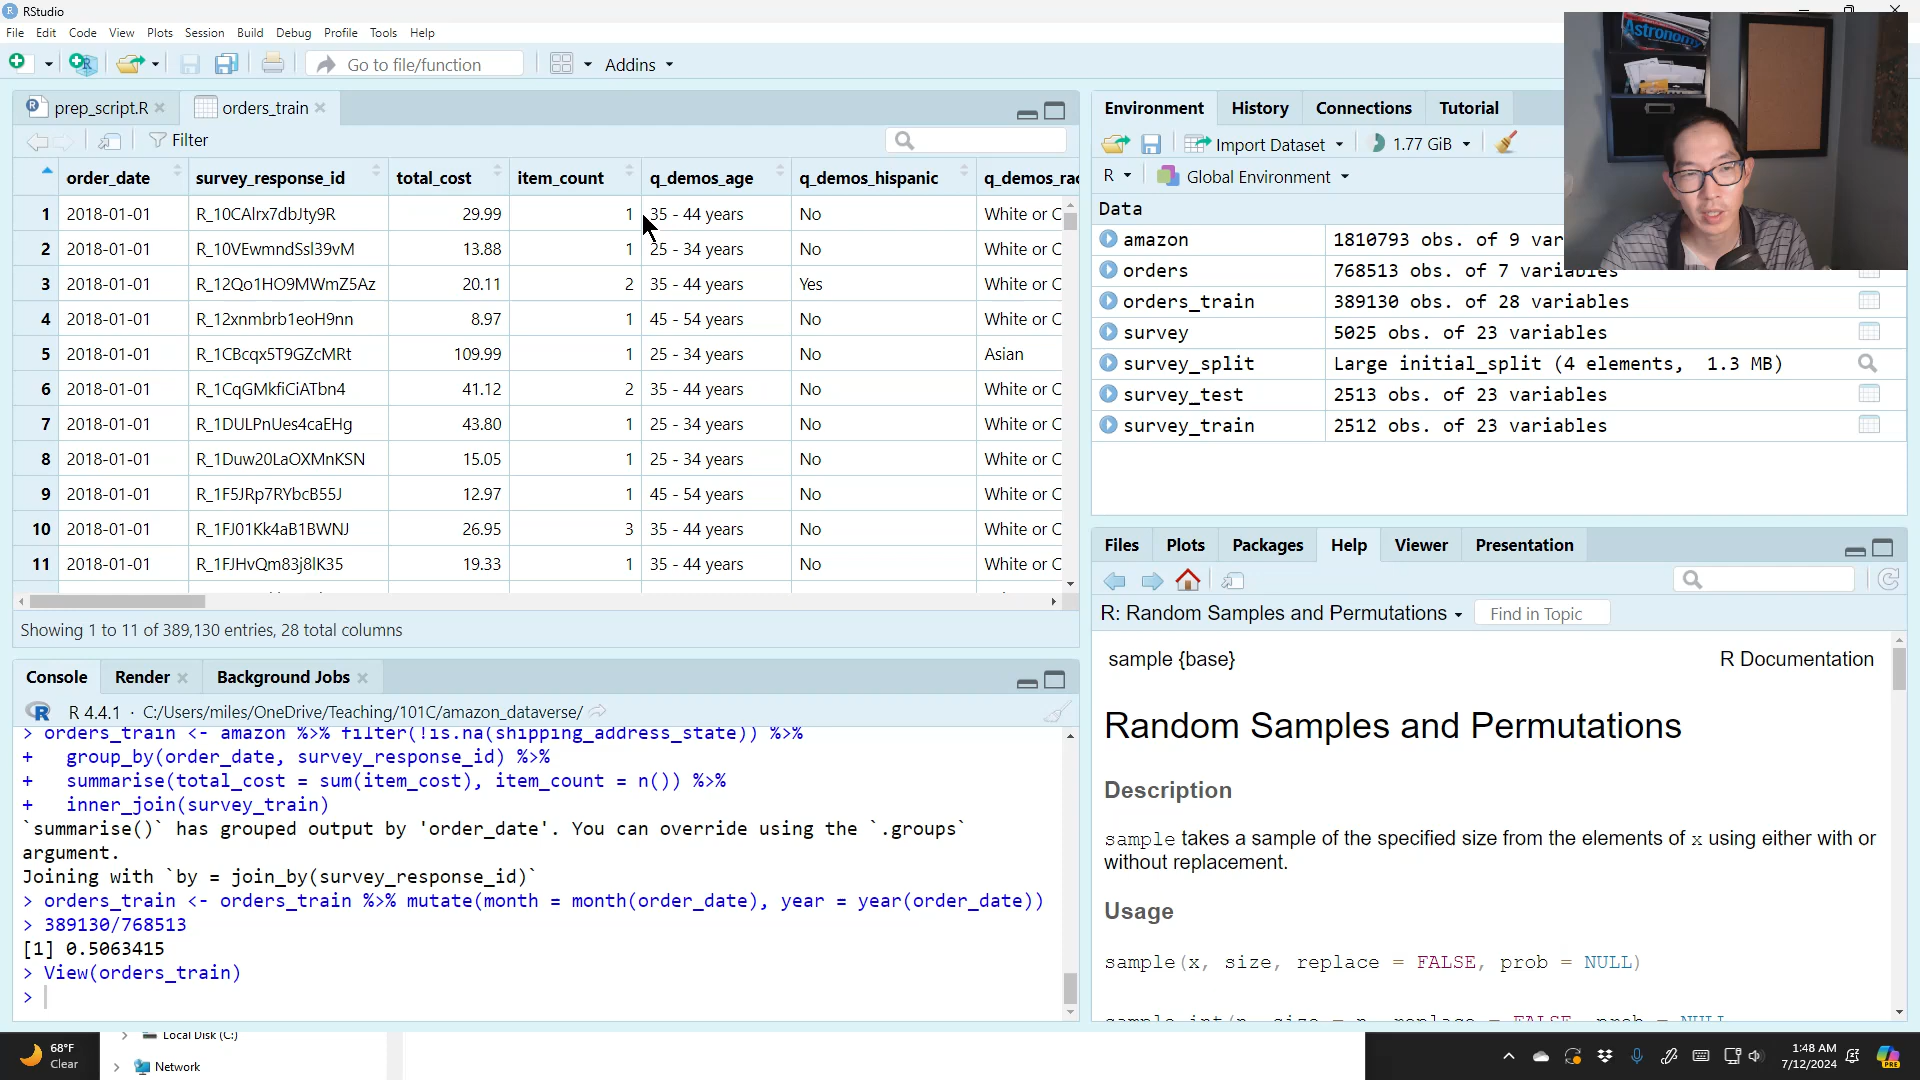 RStudio
File Edit Code View Plots Session Build Debug Profile Tools Help
Go to file/function Addins
prep_script.R orders_train
Filter
order_date survey_response_id total_cost item_count q_demos_age q_demos_hispanic q_demos_rac
1 2018-01-01 R_10CAlrx7dbJty9R 29.99 1 35 - 44 years No White or C
2 2018-01-01 R_10VEwmndSsl39vM 13.88 1 25 - 34 years No White or C
3 2018-01-01 R_12Qo1HO9MWmZ5Az 20.11 2 35 - 44 years Yes White or C
4 2018-01-01 R_12xnmbrb1eoH9nn 8.97 1 45 - 54 years No White or C
5 2018-01-01 R_1CBcqx5T9GZcMRt 109.99 1 25 - 34 years No Asian
6 2018-01-01 R_1CqGMkfiCiATbn4 41.12 2 35 - 44 years No White or C
7 2018-01-01 R_1DULPnUes4caEHg 43.80 1 25 - 34 years No White or C
8 2018-01-01 R_1Duw20LaOXMnKSN 15.05 1 25 - 34 years No White or C
9 2018-01-01 R_1F5JRp7RYbcB55J 12.97 1 45 - 54 years No White or C
10 2018-01-01 R_1FJ01Kk4aB1BWNJ 26.95 3 35 - 44 years No White or C
11 2018-01-01 R_1FJHvQm83j8lK35 19.33 1 35 - 44 years No White or C
Showing 1 to 11 of 389,130 entries, 28 total columns
Console Render Background Jobs
R 4.4.1 · C:/Users/miles/OneDrive/Teaching/101C/amazon_dataverse/
> orders_train <- amazon %>% filter(!is.na(shipping_address_state)) %>%
+ group_by(order_date, survey_response_id) %>%
+ summarise(total_cost = sum(item_cost), item_count = n()) %>%
+ inner_join(survey_train)
`summarise()` has grouped output by 'order_date'. You can override using the `.groups`
argument.
Joining with `by = join_by(survey_response_id)`
> orders_train <- orders_train %>% mutate(month = month(order_date), year = year(order_date))
> 389130/768513
[1] 0.5063415
> View(orders_train)
>
Environment History Connections Tutorial
Import Dataset 1.77 GiB
R Global Environment
Data
amazon 1810793 obs. of 9 var
orders 768513 obs. of 7 variables
orders_train 389130 obs. of 28 variables
survey 5025 obs. of 23 variables
survey_split Large initial_split (4 elements, 1.3 MB)
survey_test 2513 obs. of 23 variables
survey_train 2512 obs. of 23 variables
Files Plots Packages Help Viewer Presentation
R: Random Samples and Permutations Find in Topic
sample {base} R Documentation
Random Samples and Permutations
Description
sample takes a sample of the specified size from the elements of x using either with or
without replacement.
Usage
sample(x, size, replace = FALSE, prob = NULL)
sample.int(n, size = n, replace = FALSE, prob = NULL,
Astronomy
Local Disk (C:)
Network
68°F
Clear
1:48 AM
7/12/2024
PRE